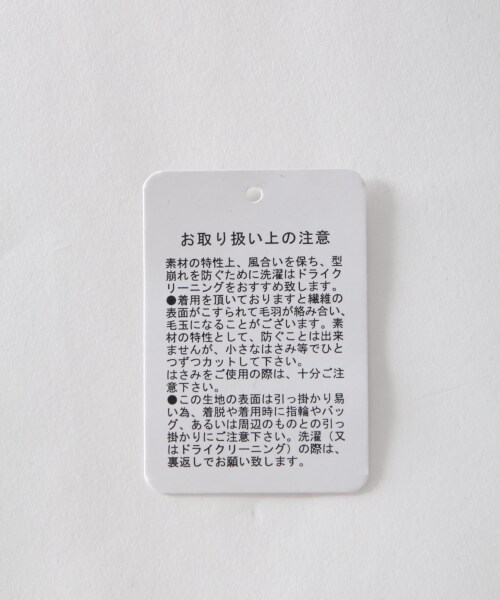 お取り扱い上の注意
素材の特性上、風合いを保ち、型
崩れを防ぐために洗濯はドライク
リーニングをおすすめ致します。
●着用を頂いておりますと繊維の
表面がこすられて毛羽が絡み合い、
毛玉になることがございます。素
材の特性として、防ぐことは出来
ませんが、小さなはさみ等でひと
つずつカットして下さい。
はさみをご使用の際は、十分ご注
意下さい。
●この生地の表面は引っ掛かり易
い為、着脱や着用時に指輪やバッ
グ、あるいは周辺のものとの引っ
掛かりにご注意下さい。洗濯（又
はドライクリーニング）の際は、
裏返しでお願い致します。